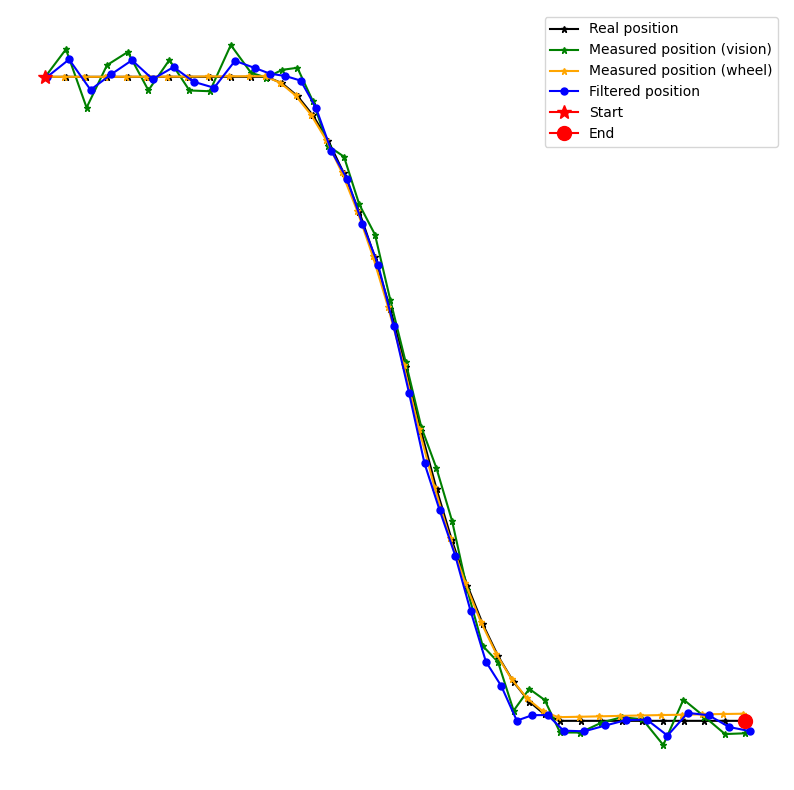 Real position
Measured position (vision)
Measured position (wheel)
Filtered position
Start
End